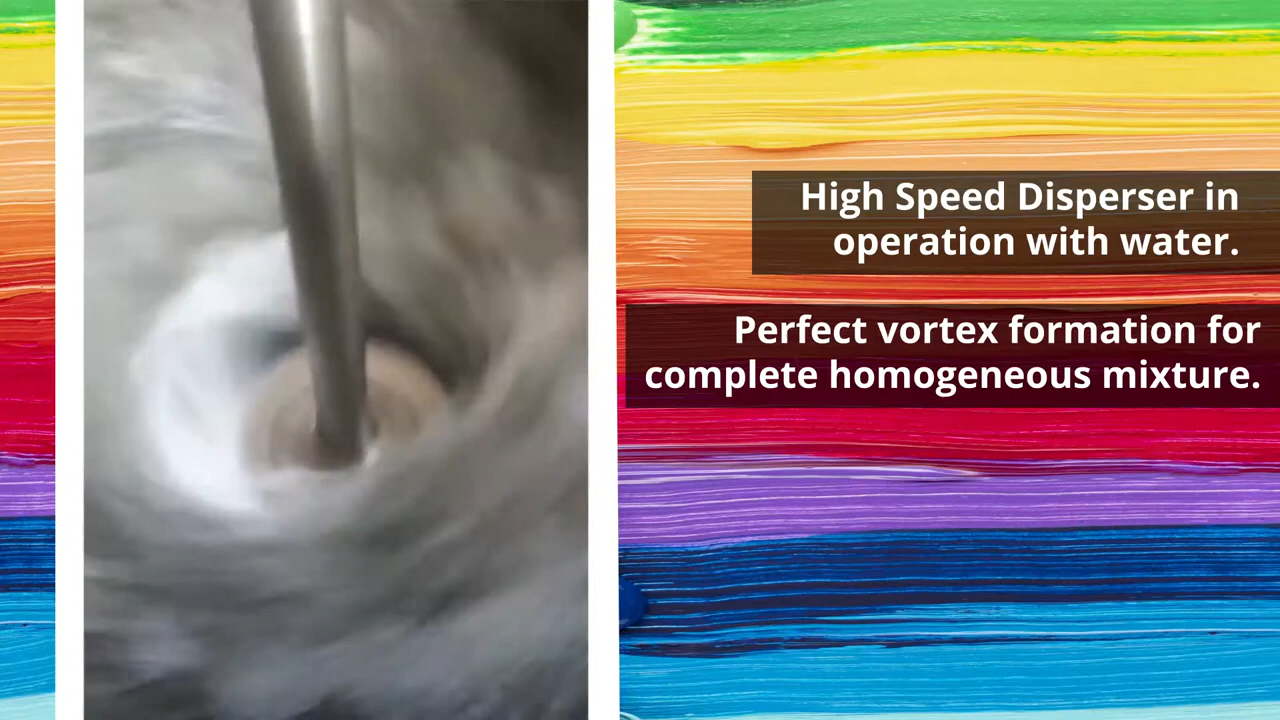 High Speed Disperser in
operation with water.
Perfect vortex formation for
complete homogeneous mixture.